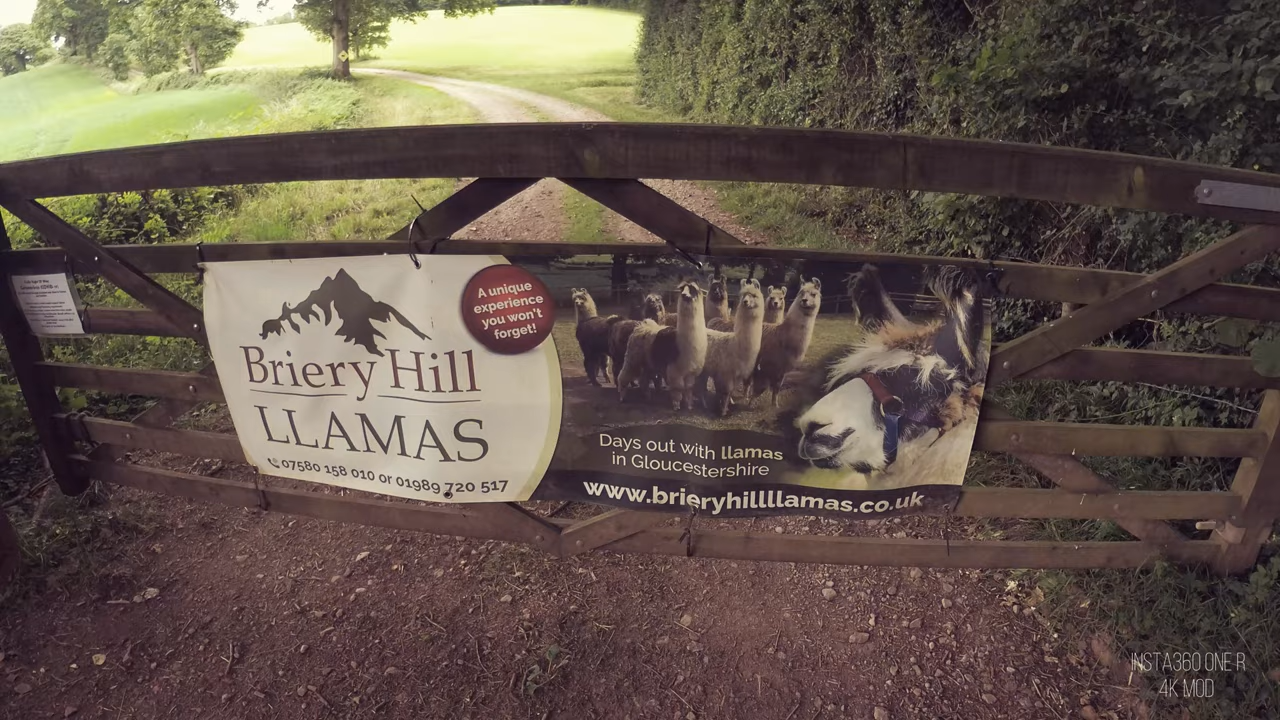 Briery Hill
LLAMAS
07580 158 010 or 01989 720 517
A unique
experience
you won't
forget!
Days out with llamas
in Gloucestershire
www.brieryhillllamas.co.uk
INSTA360 ONE R
4K MOD